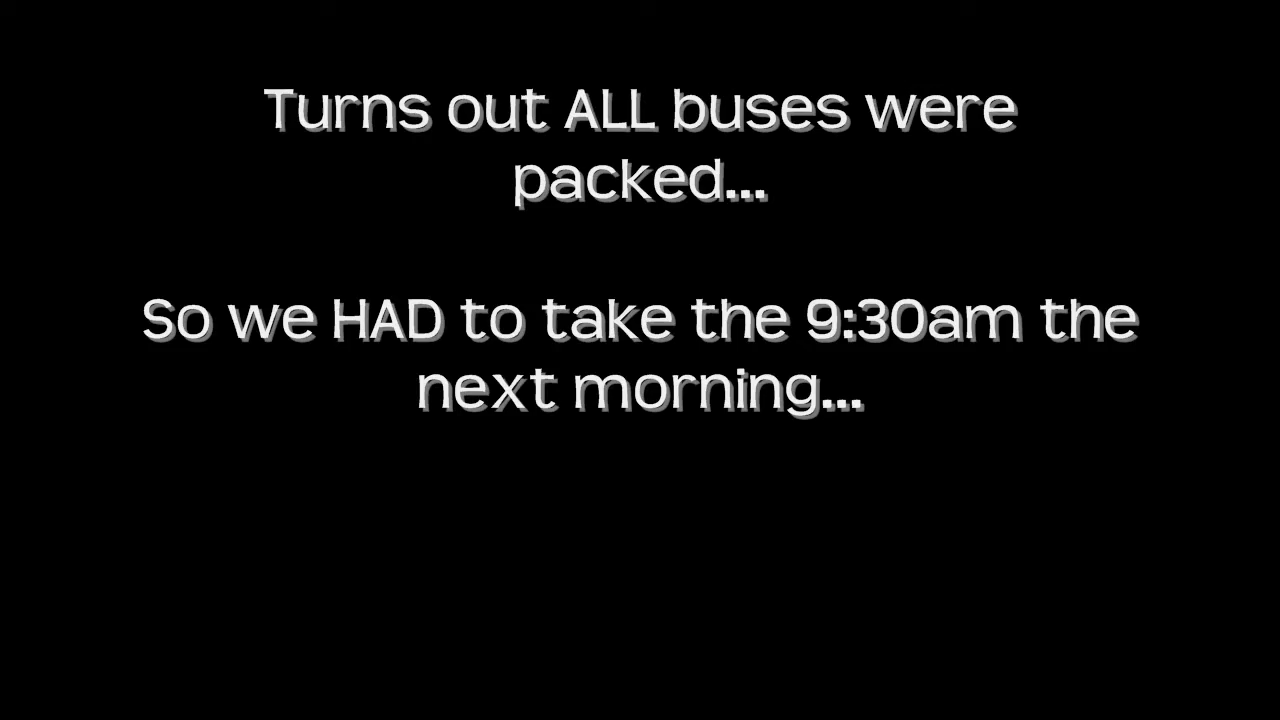 Turns out ALL buses were
packed...
So we HAD to take the 9:30am the
next morning...